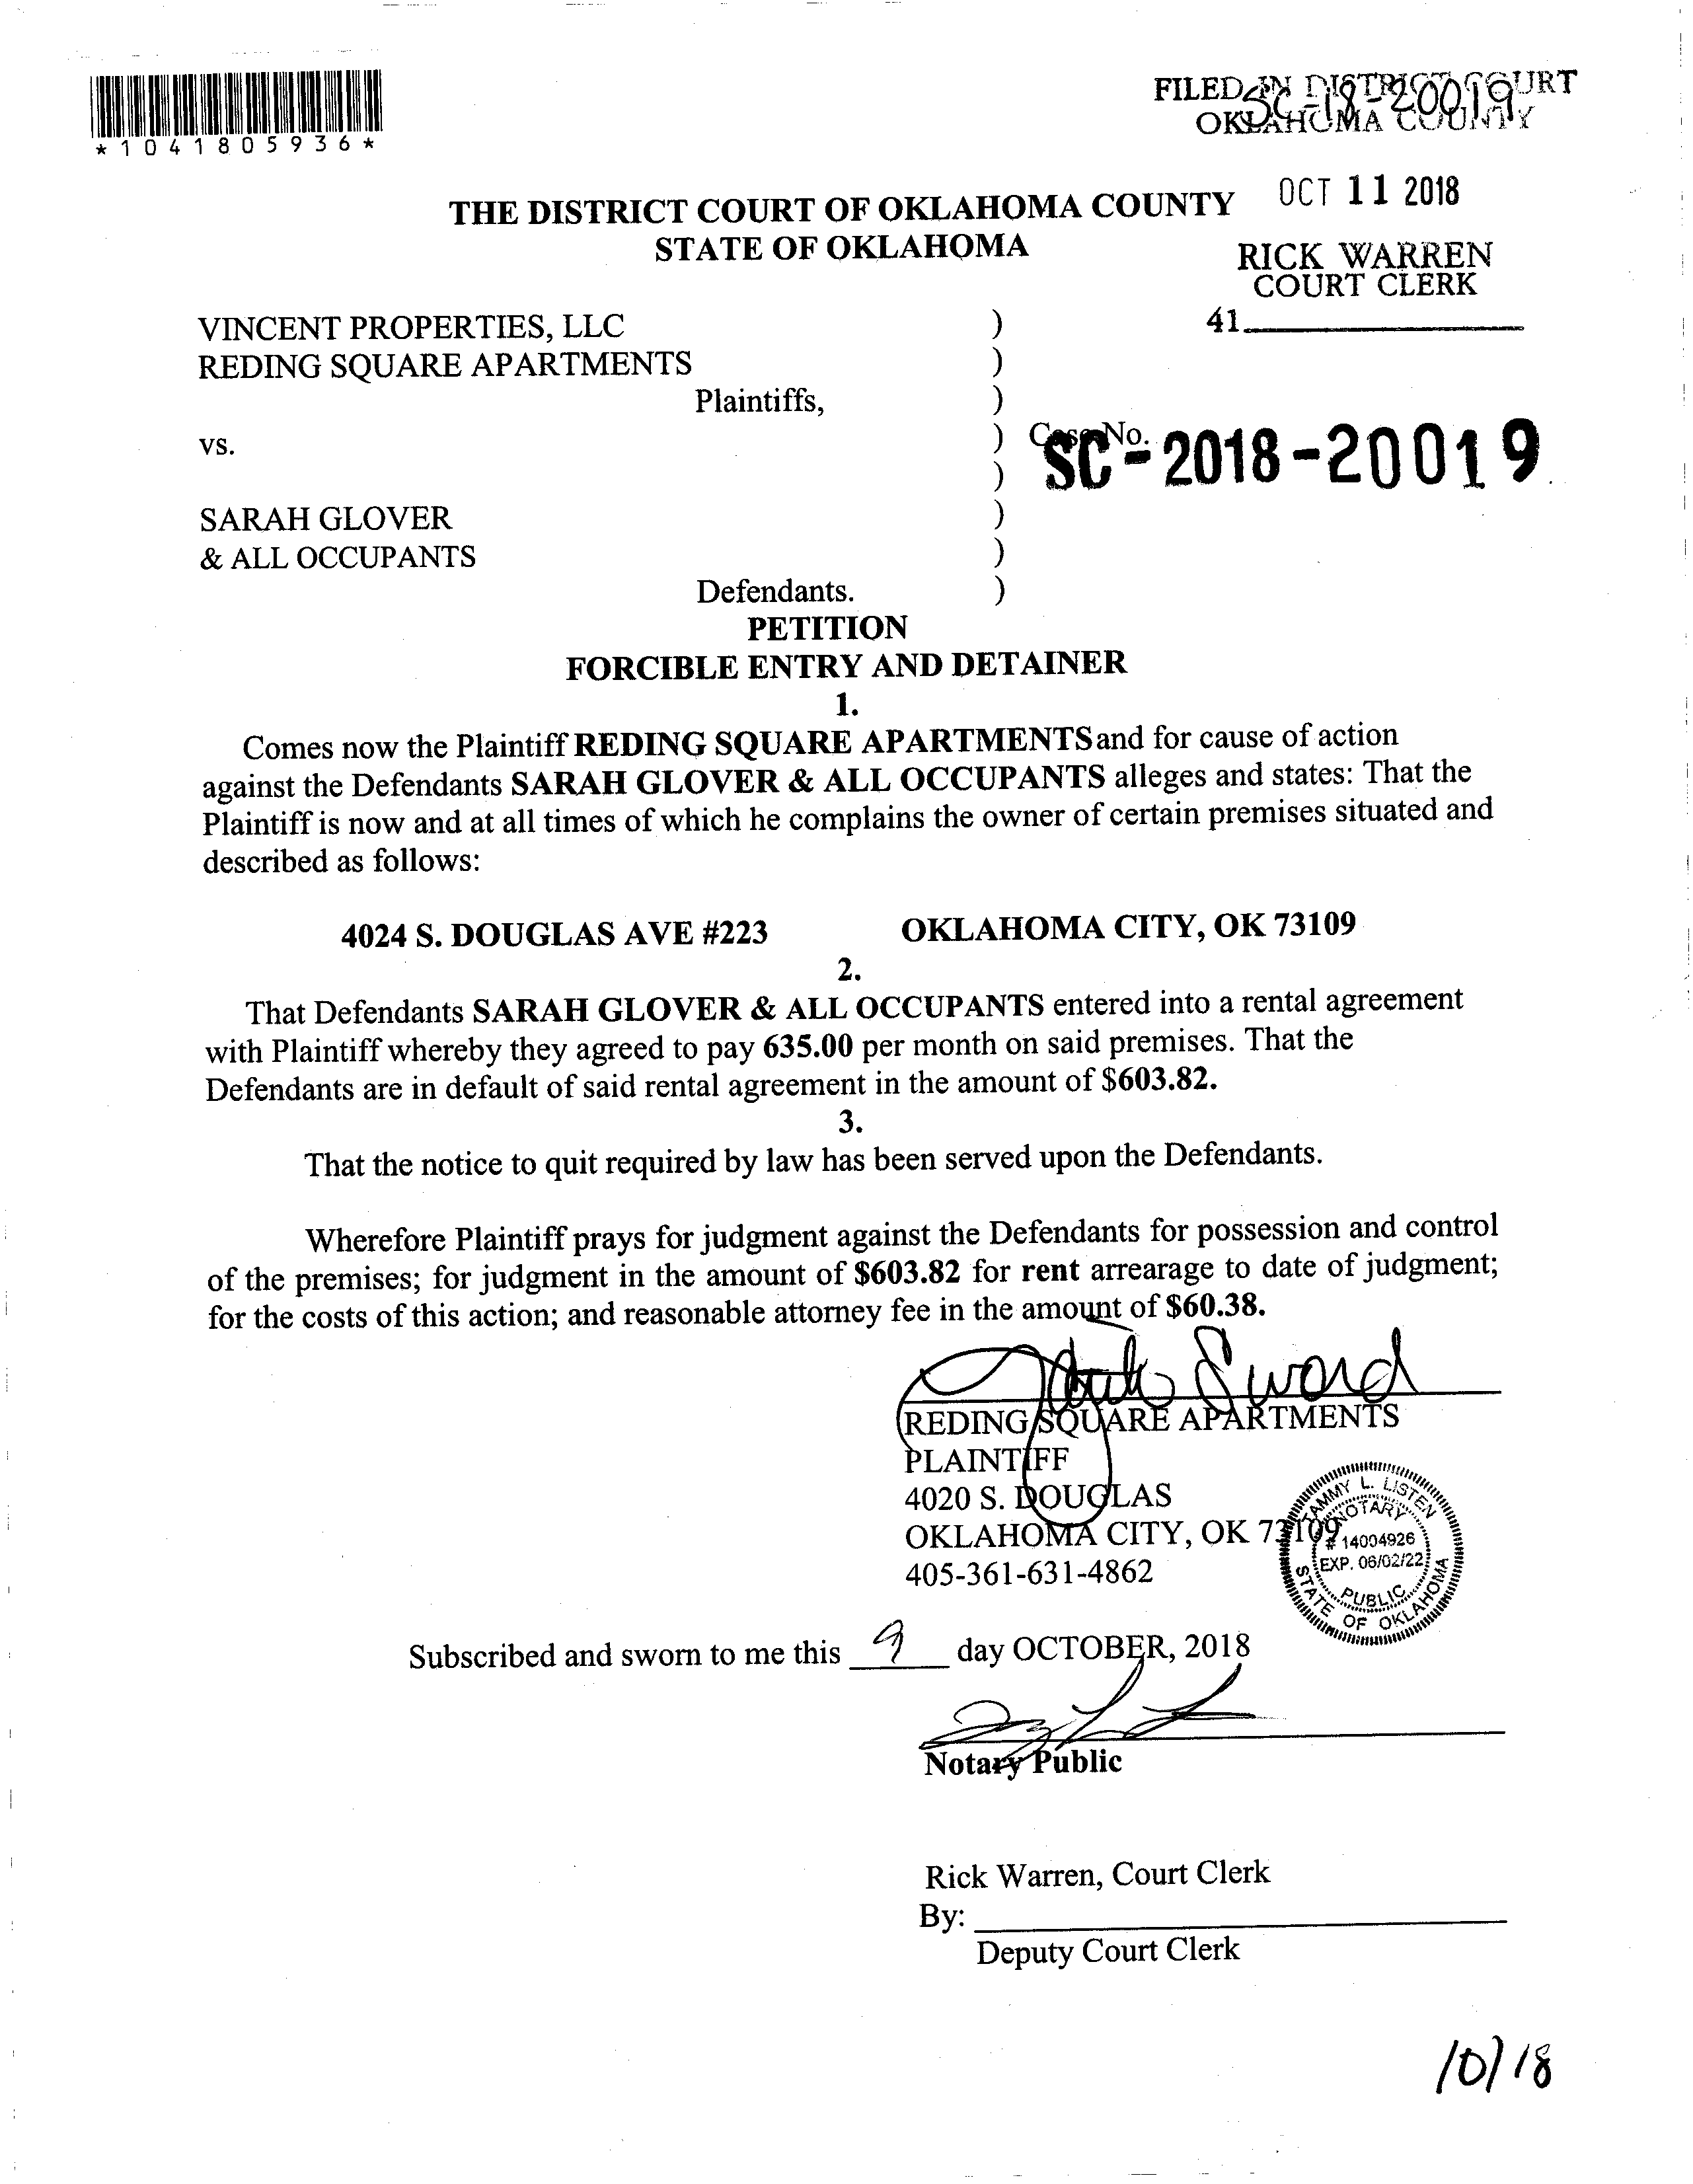 *1041805936*
FILED IN DISTRICT COURT
OKLAHOMA COUNTY
SC-18-20019
OCT 11 2018
RICK WARREN
COURT CLERK
41
THE DISTRICT COURT OF OKLAHOMA COUNTY
STATE OF OKLAHOMA
VINCENT PROPERTIES, LLC )
REDING SQUARE APARTMENTS )
Plaintiffs, )
vs. ) Case No. SC-2018-20019
)
SARAH GLOVER )
& ALL OCCUPANTS )
Defendants. )
PETITION
FORCIBLE ENTRY AND DETAINER
1.
Comes now the Plaintiff REDING SQUARE APARTMENTS and for cause of action
against the Defendants SARAH GLOVER & ALL OCCUPANTS alleges and states: That the
Plaintiff is now and at all times of which he complains the owner of certain premises situated and
described as follows:
4024 S. DOUGLAS AVE #223 OKLAHOMA CITY, OK 73109
2.
That Defendants SARAH GLOVER & ALL OCCUPANTS entered into a rental agreement
with Plaintiff whereby they agreed to pay 635.00 per month on said premises. That the
Defendants are in default of said rental agreement in the amount of $603.82.
3.
That the notice to quit required by law has been served upon the Defendants.
Wherefore Plaintiff prays for judgment against the Defendants for possession and control
of the premises; for judgment in the amount of $603.82 for rent arrearage to date of judgment;
for the costs of this action; and reasonable attorney fee in the amount of $60.38.
Sword
REDING SQUARE APARTMENTS
PLAINTIFF
4020 S. DOUGLAS
OKLAHOMA CITY, OK 73109
405-361-631-4862
TAMMY L. LISTEN
NOTARY
# 14004926
EXP. 06/02/22
PUBLIC
STATE OF OKLAHOMA
Subscribed and sworn to me this 9 day OCTOBER, 2018
Notary Public
Rick Warren, Court Clerk
By:
Deputy Court Clerk
10/18